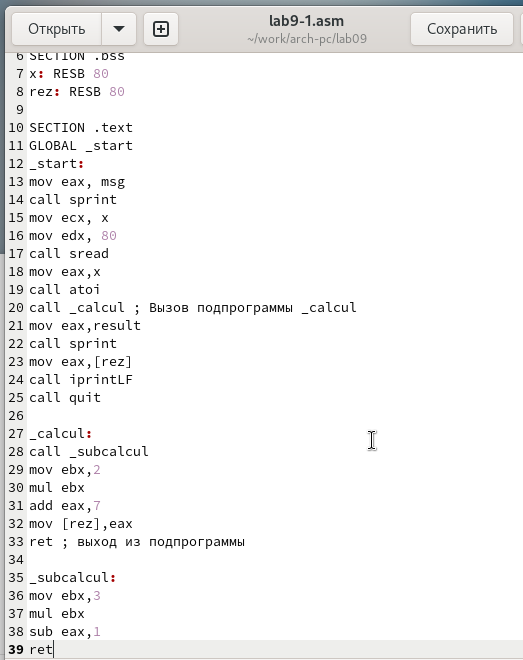 Открыть
lab9-1.asm
~/work/arch-pc/lab09
Сохранить
6 SECTION .bss
7 x: RESB 80
8 rez: RESB 80
9
10 SECTION .text
11 GLOBAL _start
12 _start:
13 mov eax, msg
14 call sprint
15 mov ecx, x
16 mov edx, 80
17 call sread
18 mov eax,x
19 call atoi
20 call _calcul ; Вызов подпрограммы _calcul
21 mov eax,result
22 call sprint
23 mov eax,[rez]
24 call iprintLF
25 call quit
26
27 _calcul:
28 call _subcalcul
29 mov ebx,2
30 mul ebx
31 add eax,7
32 mov [rez],eax
33 ret ; выход из подпрограммы
34
35 _subcalcul:
36 mov ebx,3
37 mul ebx
38 sub eax,1
39 ret